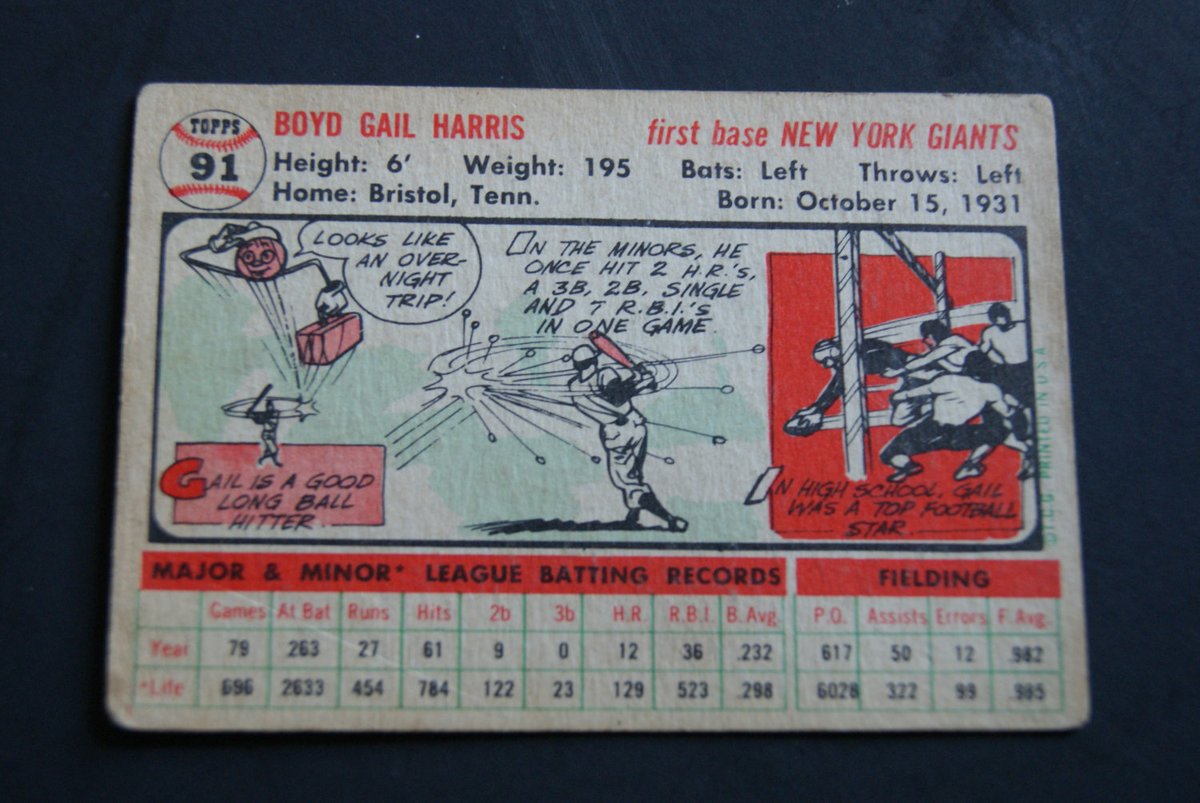 TOPPS
91
BOYD GAIL HARRIS first base NEW YORK GIANTS
Height: 6' Weight: 195 Bats: Left Throws: Left
Home: Bristol, Tenn. Born: October 15, 1931
LOOKS LIKE
AN OVER-
NIGHT
TRIP!
GAIL IS A GOOD
LONG BALL
HITTER.
IN THE MINORS, HE
ONCE HIT 2 H.R.'s,
A 3B, 2B, SINGLE
AND 7 R.B.I.'s
IN ONE GAME.
IN HIGH SCHOOL, GAIL
WAS A TOP FOOTBALL
STAR.
©T.C.G. PRINTED IN U.S.A.
MAJOR & MINOR* LEAGUE BATTING RECORDS FIELDING
Games At Bat Runs Hits 2b 3b H.R. R.B.I. B. Avg. P.O. Assists Errors F. Avg.
Year 79 263 27 61 9 0 12 36 .232 617 50 12 .982
*Life 696 2633 454 784 122 23 129 523 .298 6028 322 99 .985